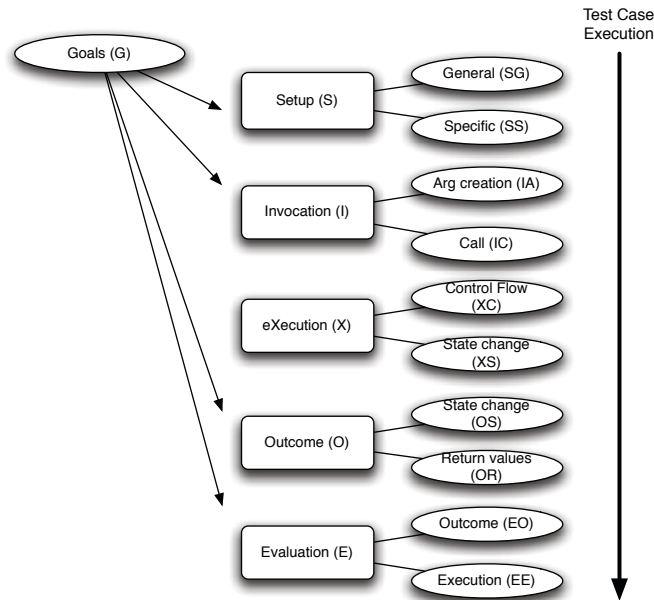 Test Case
Execution
Goals (G)
Setup (S)
General (SG)
Specific (SS)
Invocation (I)
Arg creation (IA)
Call (IC)
eXecution (X)
Control Flow
(XC)
State change
(XS)
Outcome (O)
State change
(OS)
Return values
(OR)
Evaluation (E)
Outcome (EO)
Execution (EE)